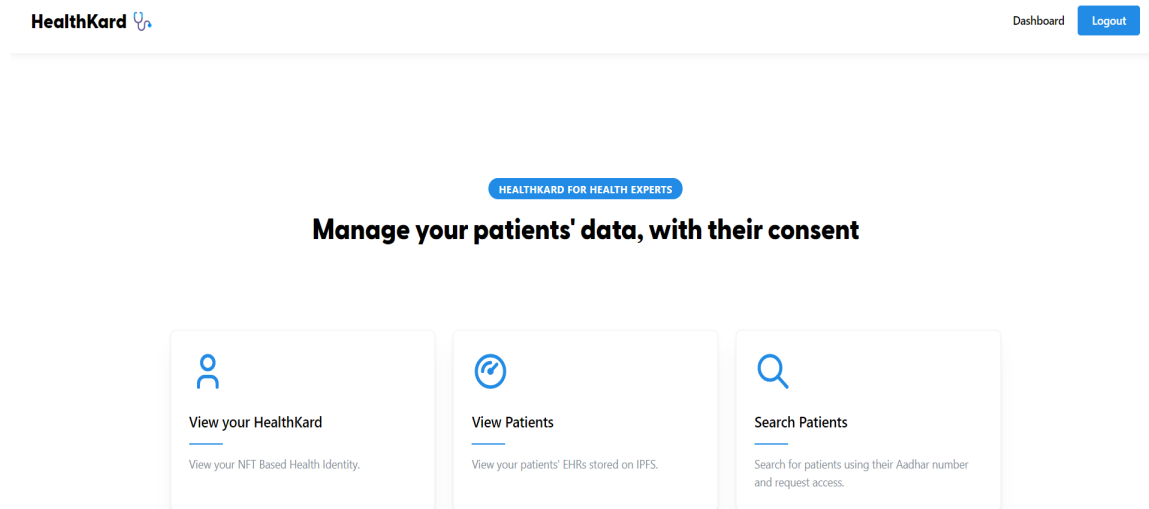 HealthKard
Dashboard
Logout
HEALTHKARD FOR HEALTH EXPERTS
Manage your patients' data, with their consent
View your HealthKard
View your NFT Based Health Identity.
View Patients
View your patients' EHRs stored on IPFS.
Search Patients
Search for patients using their Aadhar number
and request access.